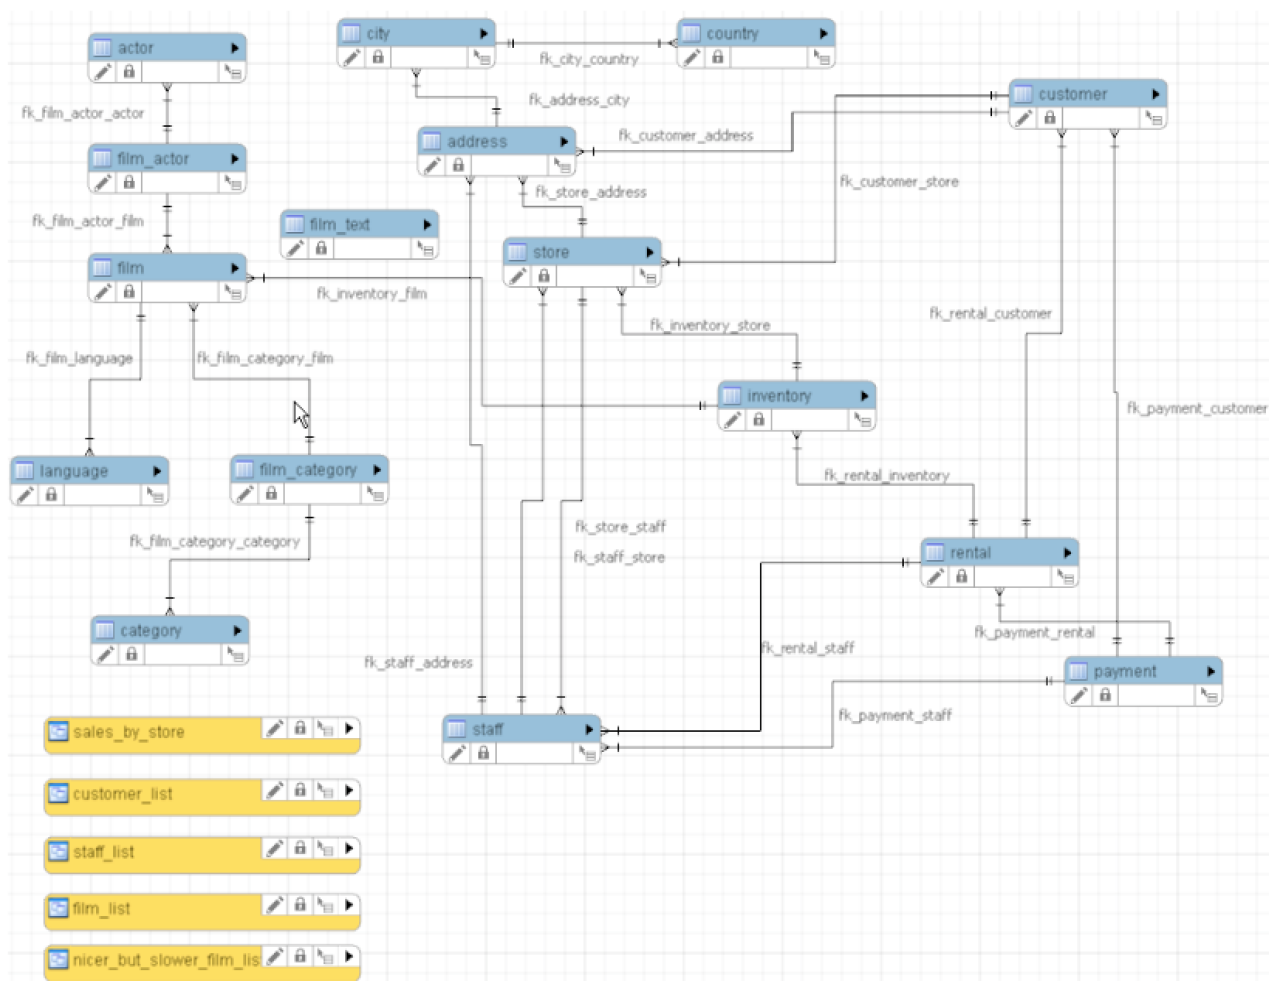 city
country
actor
fk_city_country
fk_address_city
customer
fk_film_actor_actor
fk_customer_address
address
film_actor
fk_customer_store
fk_store_address
fk_film_actor_film
film_text
store
film
fk_inventory_film
fk_rental_customer
fk_inventory_store
fk_film_language
fk_film_category_film
inventory
fk_payment_customer
language
film_category
fk_rental_inventory
fk_store_staff
fk_film_category_category
rental
fk_staff_store
category
fk_payment_rental
fk_rental_staff
fk_staff_address
payment
fk_payment_staff
sales_by_store
staff
customer_list
staff_list
film_list
nicer_but_slower_film_lis